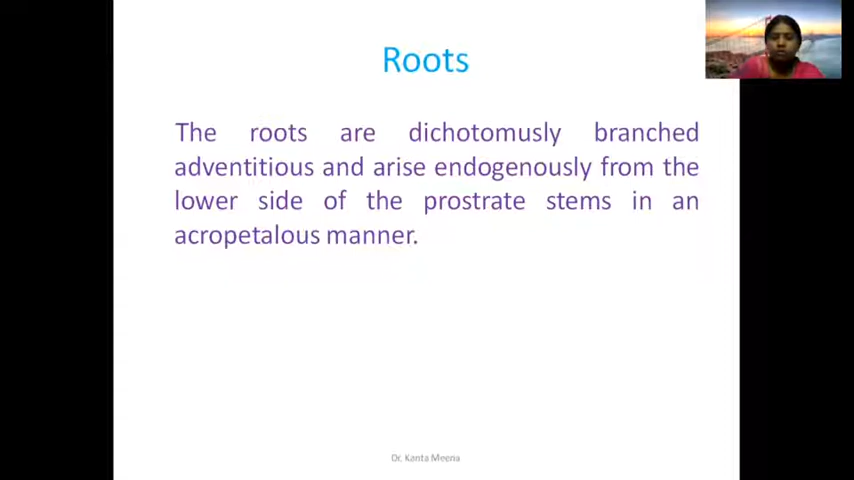 Roots
The roots are dichotomusly branched
adventitious and arise endogenously from the
lower side of the prostrate stems in an
acropetalous manner.
Dr. Kanta Meena